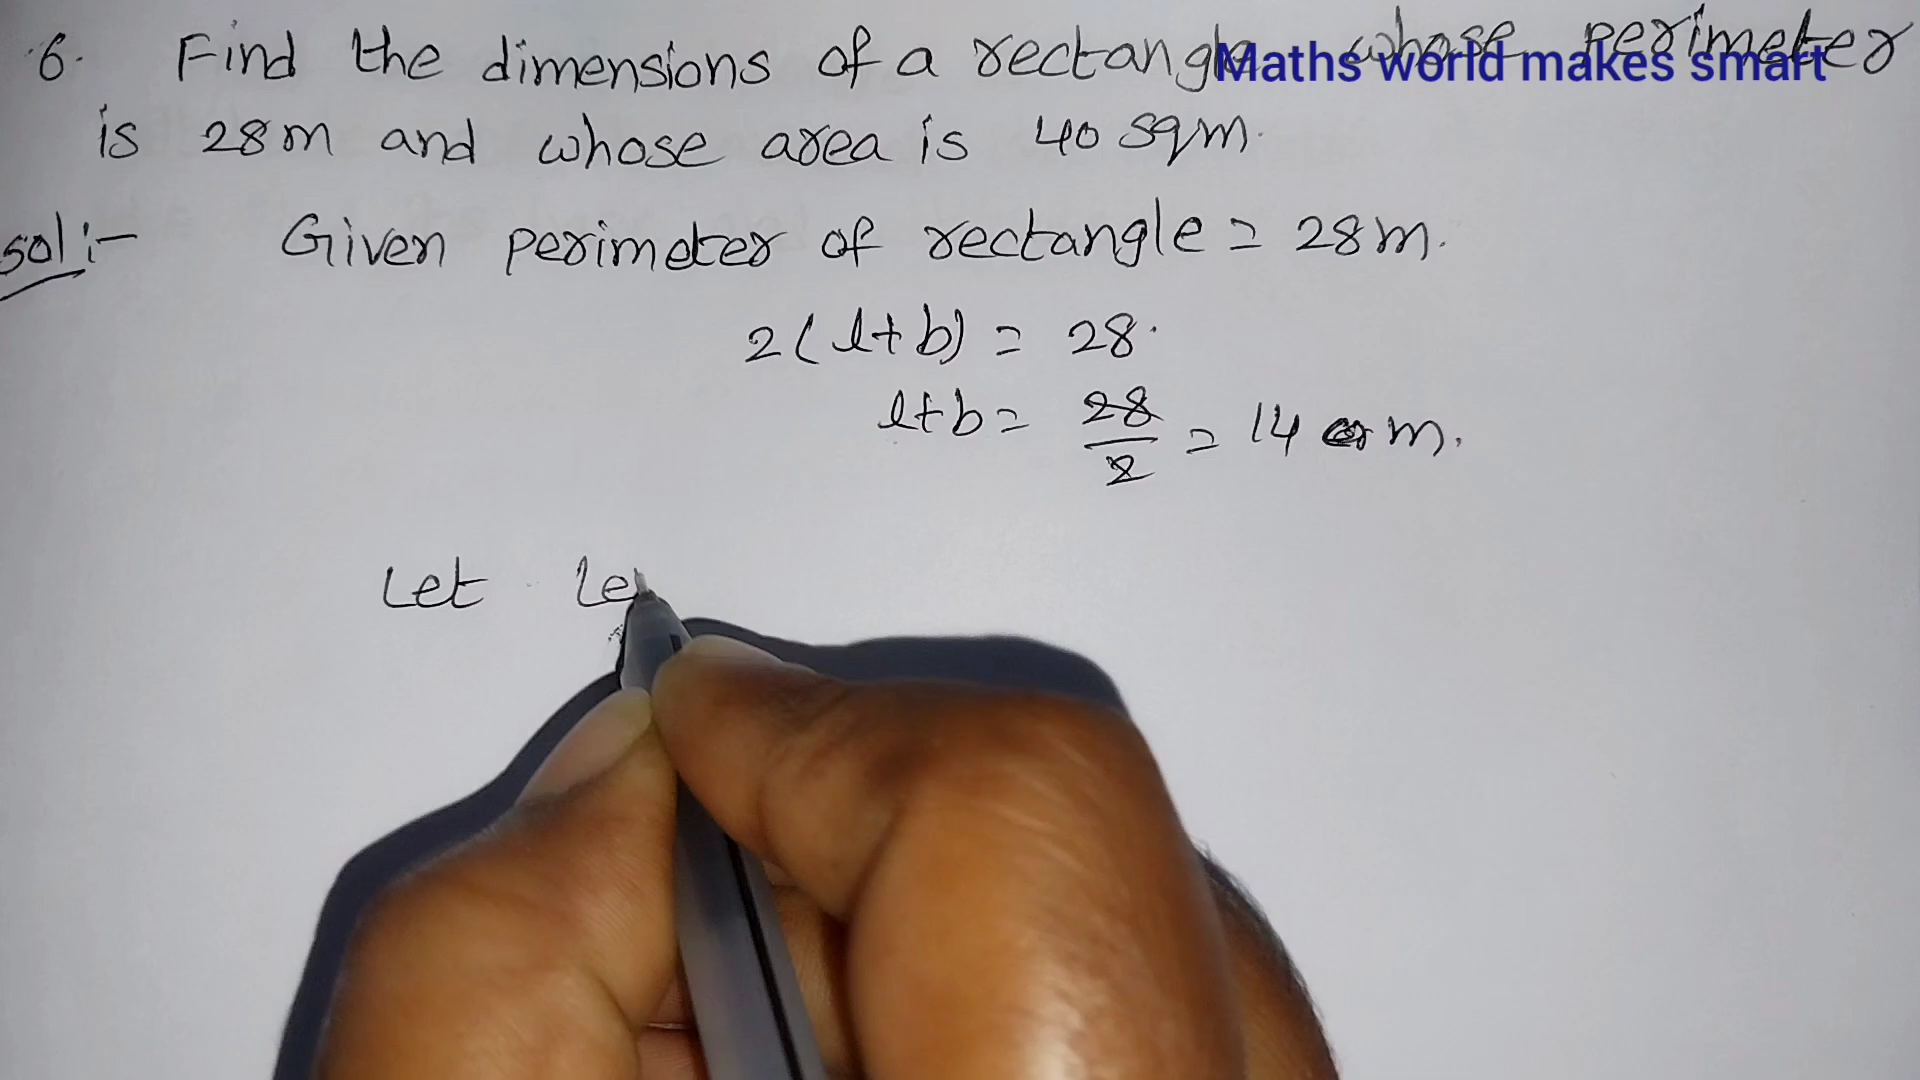 6. Find the dimensions of a rectangle whose perimeter
Maths world makes smart
is 28m and whose area is 40 sqm.
Sol:- Given perimeter of rectangle = 28m.
2(l+b) = 28.
l+b = 28/2 = 14 m.
Let Le